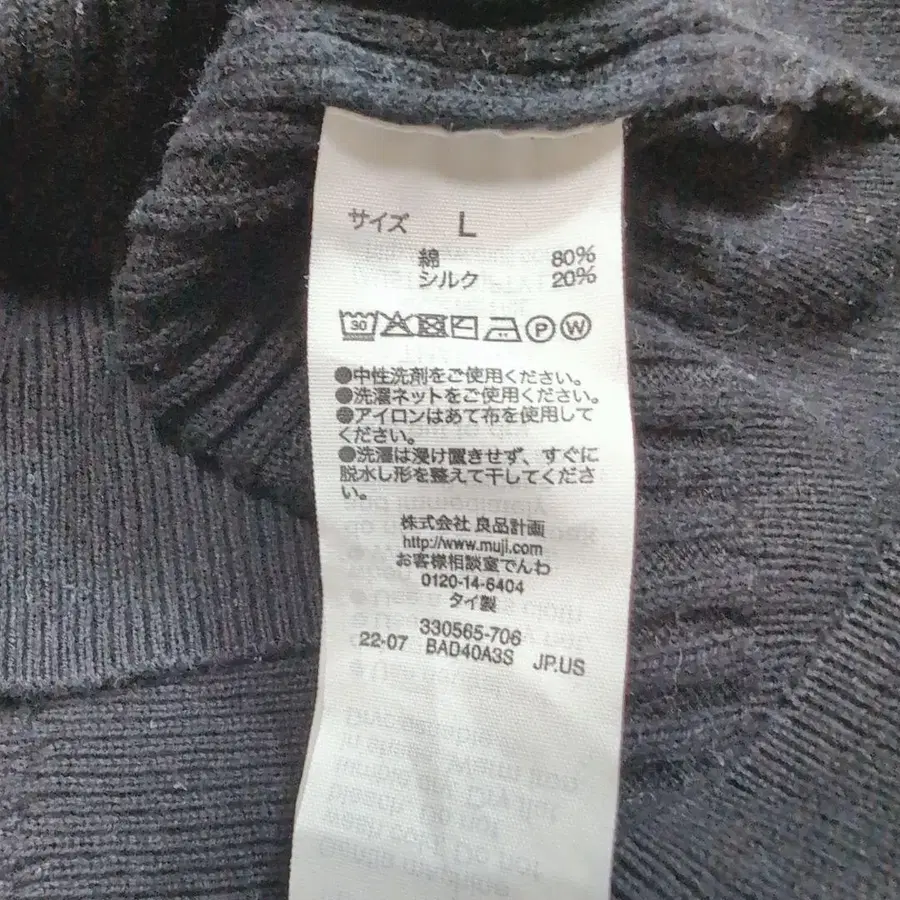 サイズ L
綿 80%
シルク 20%
30 P W
●中性洗剤をご使用ください。
●洗濯ネットをご使用ください。
●アイロンはあて布を使用して
ください。
●洗濯は浸け置きせず、すぐに
脱水し形を整えて干してくださ
い。
株式会社 良品計画
http://www.muji.com
お客様相談室でんわ
0120-14-6404
タイ製
330565-706
22-07 BAD40A3S JP.US